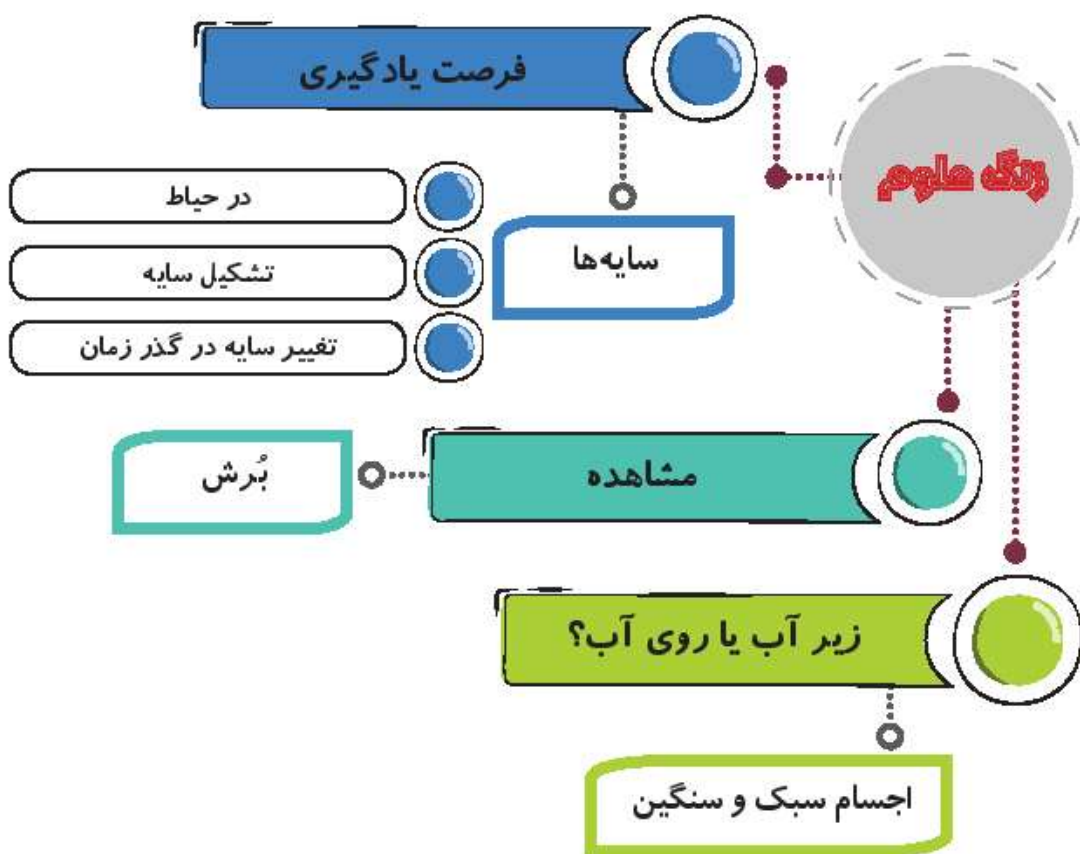 زنگ علوم
فرصت یادگیری
سایه‌ها
در حیاط
تشکیل سایه
تغییر سایه در گذر زمان
مشاهده
بُرش
زیر آب یا روی آب؟
اجسام سبک و سنگین